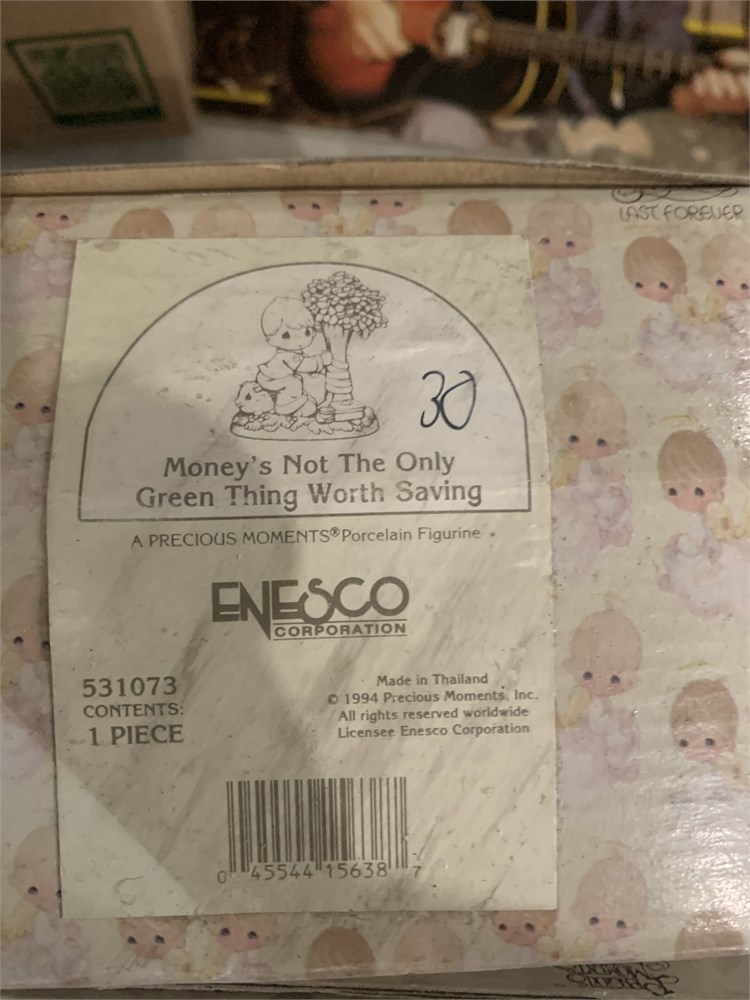 LAST FOREVER
30
Money's Not The Only
Green Thing Worth Saving
A PRECIOUS MOMENTS® Porcelain Figurine
ENESCO
CORPORATION
531073
CONTENTS:
1 PIECE
Made in Thailand
© 1994 Precious Moments, Inc.
All rights reserved worldwide
Licensee Enesco Corporation
0 45544 15638 7
Precious
Moments